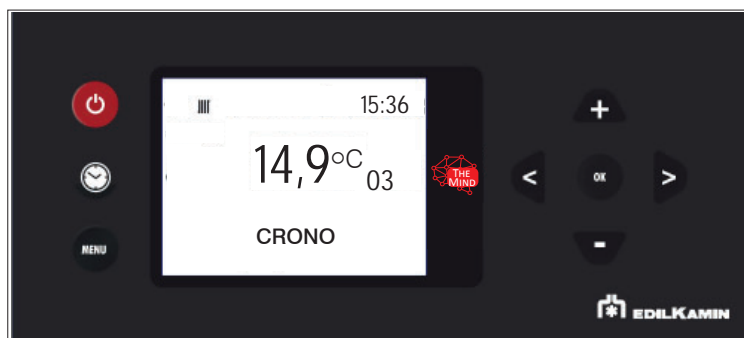 15:36
14,9°C 03
CRONO
MENU
THE
MIND
<
OK
>
+
-
EDILKAMIN